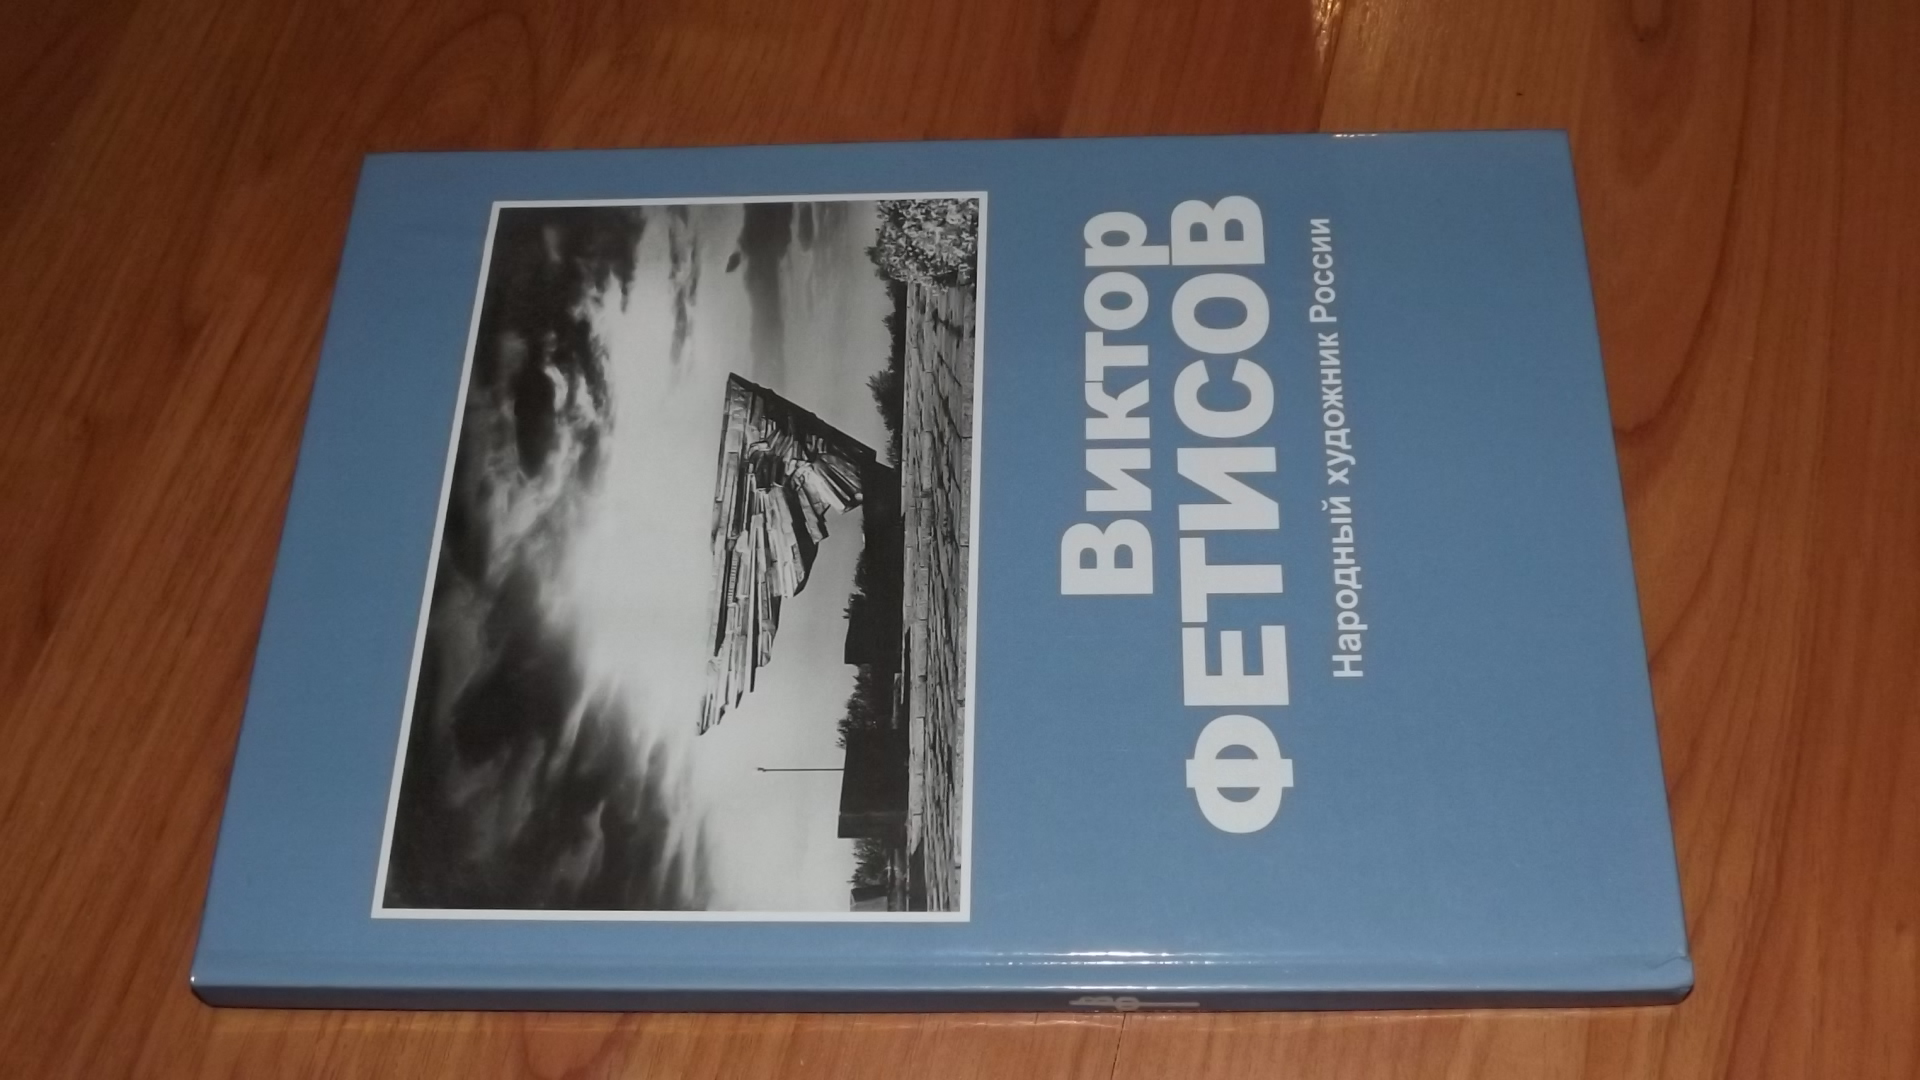 Виктор
ФЕТИСОВ
Народный художник России